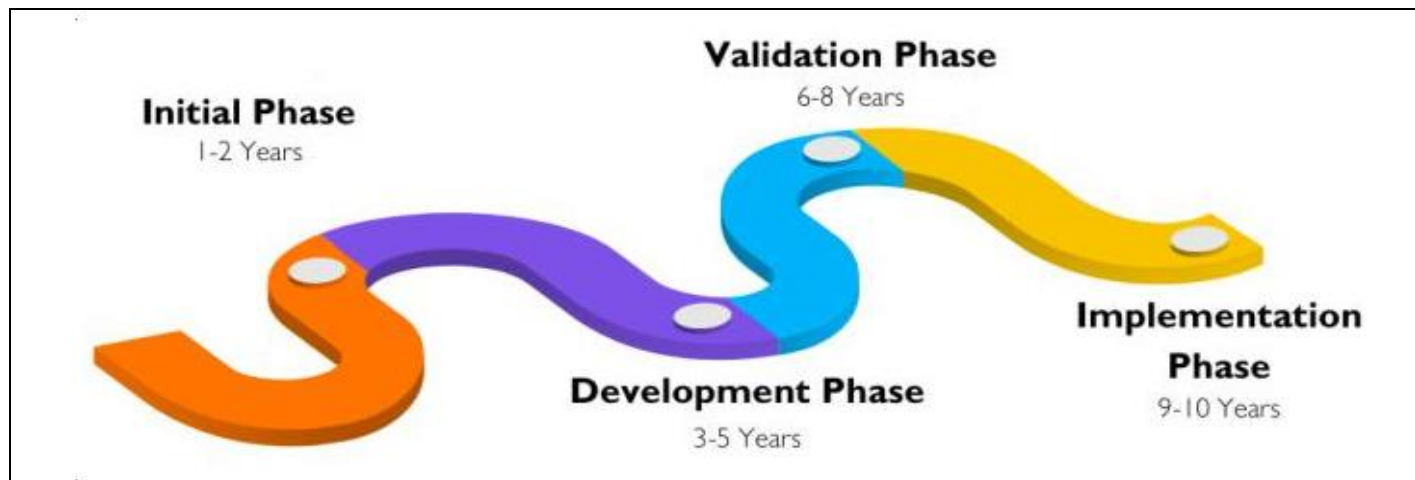 Initial Phase
1-2 Years
Development Phase
3-5 Years
Validation Phase
6-8 Years
Implementation
Phase
9-10 Years